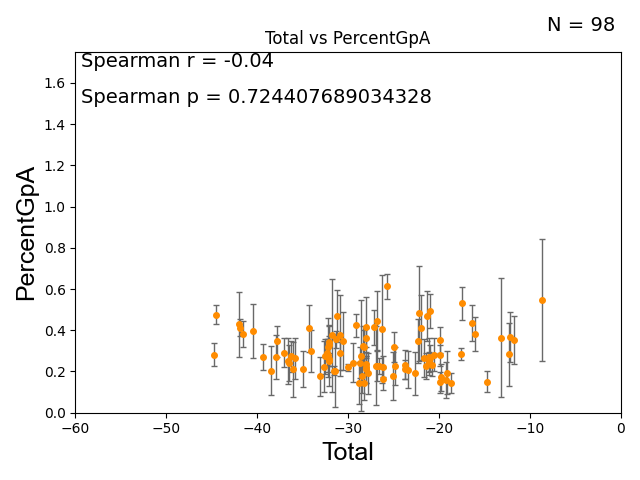 N = 98
Total vs PercentGpA
Spearman r = -0.04
Spearman p = 0.724407689034328
1.6
1.4
1.2
1.0
0.8
0.6
0.4
0.2
0.0
PercentGpA
−60 −50 −40 −30 −20 −10 0
Total